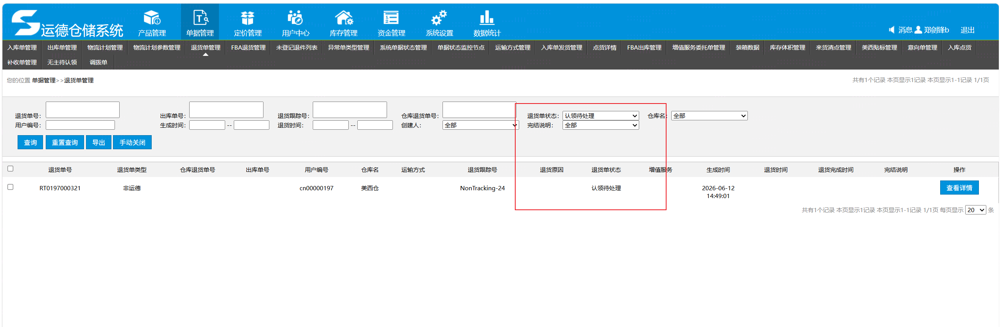 运德仓储系统
产品管理 单据管理 定价管理 用户中心 库存管理 资金管理 系统设置 数据统计
消息 郑剑锋b 退出
入库单管理 出库单管理 物流计划管理 物流计划参数管理 退货单管理 FBA退货管理 未登记退件列表 异常单类型管理 系统单据状态管理 单据状态监控节点 运输方式管理 入库单发货管理 点货详情 FBA出库管理 增值服务委托单管理 装箱数据 库存体积管理 来货清点管理 美西贴标管理 意向单管理 入库点货
补收单管理 无主待认领 调拨单
您的位置 单据管理>>退货单管理
共有1个记录 本页显示1记录 本页显示1-1记录 1/1页
退货单号： 出库单号： 退货跟踪号： 仓库退货单号： 退货单状态： 认领待处理 仓库名： 全部
用户编号： 生成时间： -- 退货时间： -- 创建人： 全部 完结说明： 全部
查询 重置查询 导出 手动关闭
退货单号 退货单类型 仓库退货单号 出库单号 用户编号 仓库名 运输方式 退货跟踪号 退货原因 退货单状态 增值服务 生成时间 退货时间 退货完成时间 完结说明 操作
RT0197000321 非运德 cn00000197 美西仓 NonTracking-24 认领待处理 2026-06-12 查看详情
14:49:01
共有1个记录 本页显示1记录 本页显示1-1记录 1/1页 每页显示 20 条